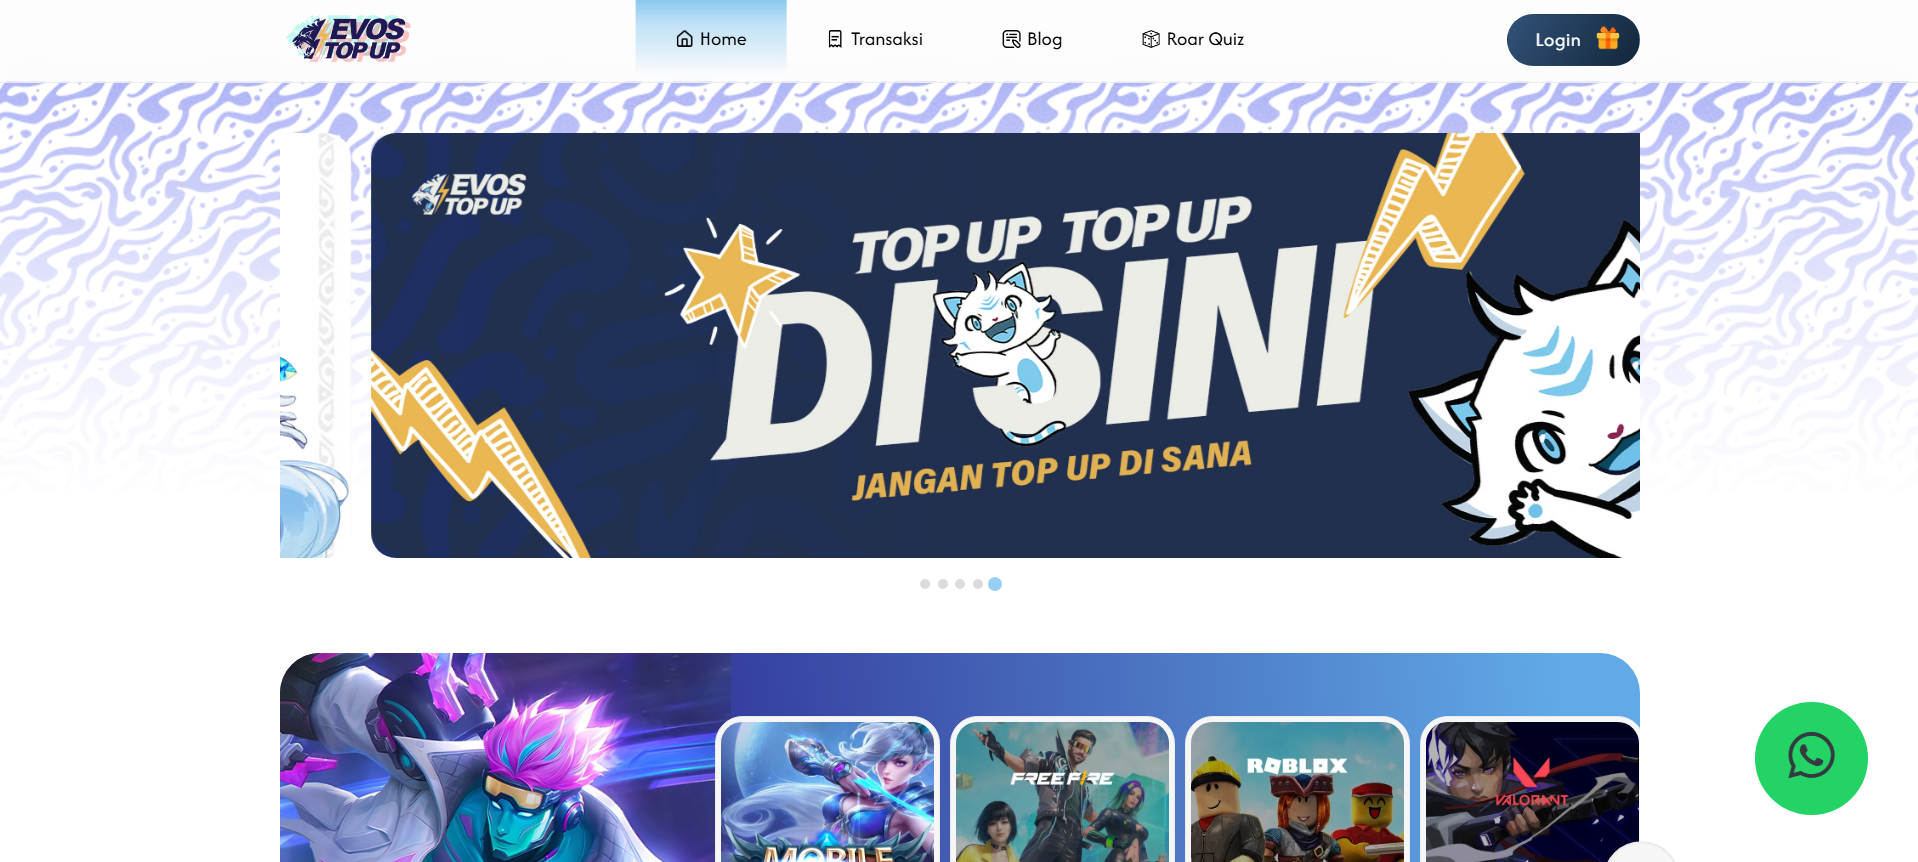 EVOS
TOP UP
Home
Transaksi
Blog
Roar Quiz
Login
EVOS
TOP UP
TOP UP TOP UP
DISINI
JANGAN TOP UP DI SANA
MOBILE
FREE FIRE
ROBLOX
VALORANT